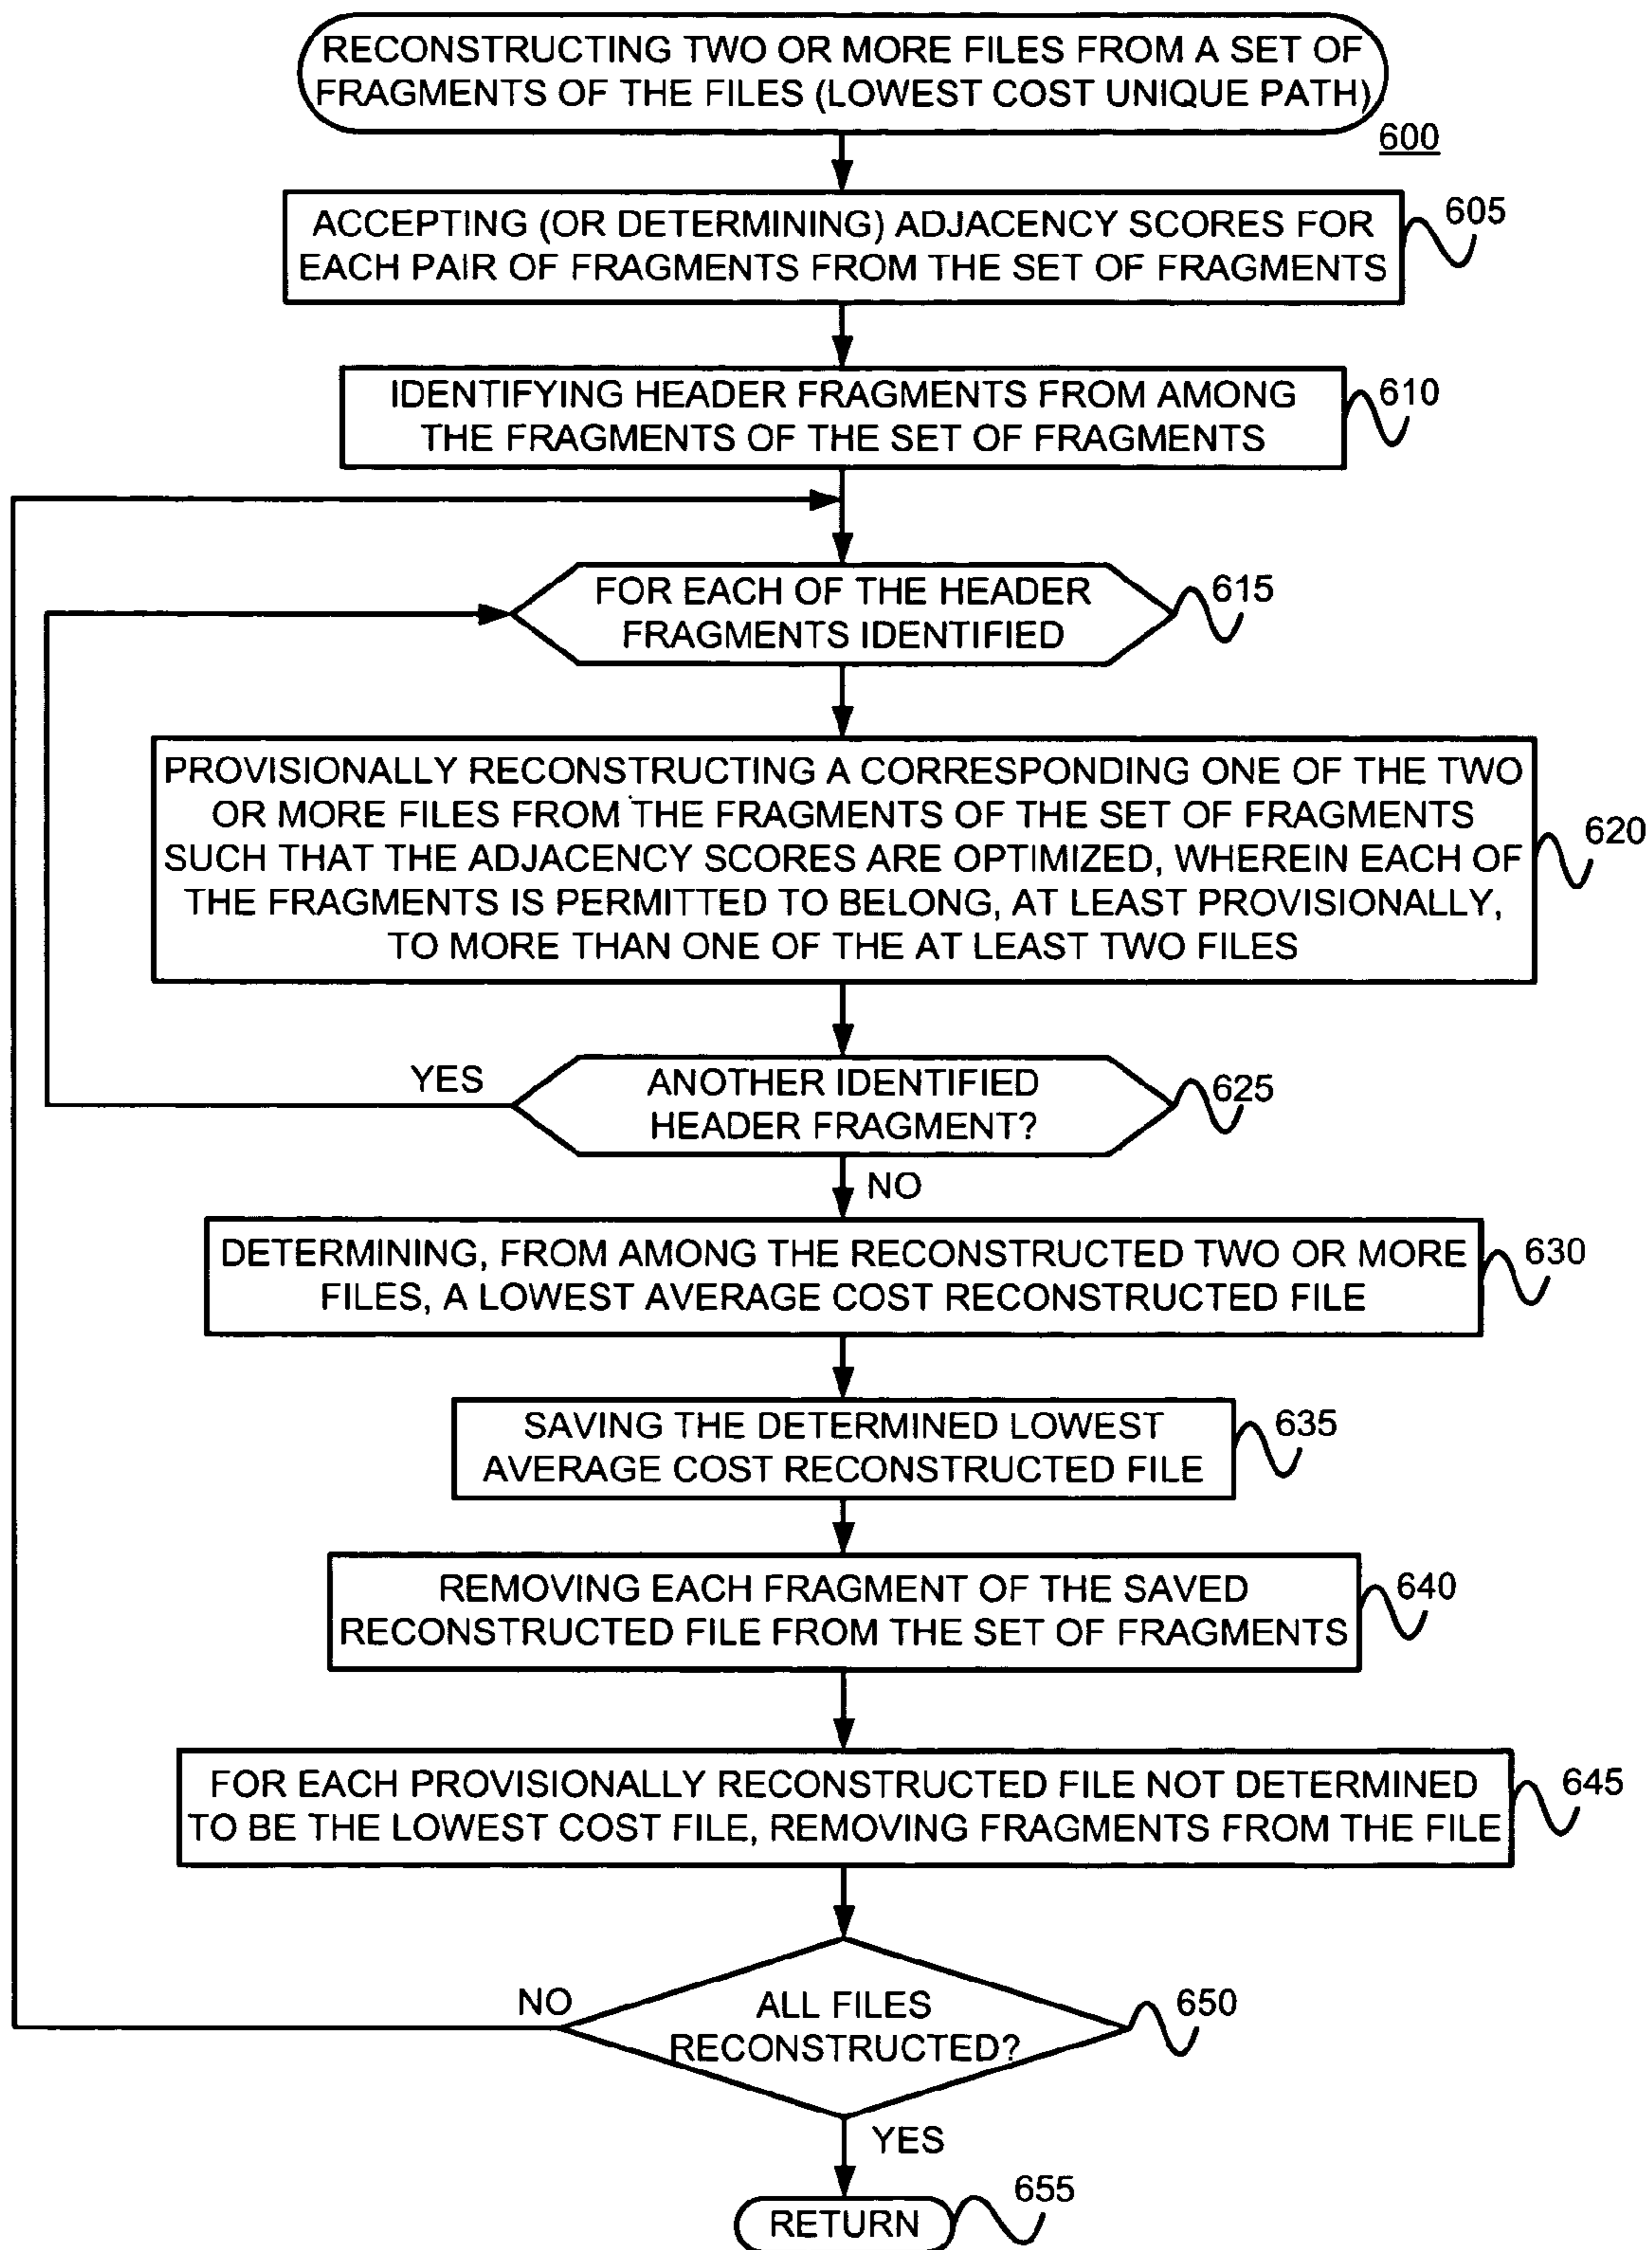 RECONSTRUCTING TWO OR MORE FILES FROM A SET OF
FRAGMENTS OF THE FILES (LOWEST COST UNIQUE PATH)
600
ACCEPTING (OR DETERMINING) ADJACENCY SCORES FOR
EACH PAIR OF FRAGMENTS FROM THE SET OF FRAGMENTS
605
IDENTIFYING HEADER FRAGMENTS FROM AMONG
THE FRAGMENTS OF THE SET OF FRAGMENTS
610
FOR EACH OF THE HEADER
FRAGMENTS IDENTIFIED
615
PROVISIONALLY RECONSTRUCTING A CORRESPONDING ONE OF THE TWO
OR MORE FILES FROM THE FRAGMENTS OF THE SET OF FRAGMENTS
SUCH THAT THE ADJACENCY SCORES ARE OPTIMIZED, WHEREIN EACH OF
THE FRAGMENTS IS PERMITTED TO BELONG, AT LEAST PROVISIONALLY,
TO MORE THAN ONE OF THE AT LEAST TWO FILES
620
YES
ANOTHER IDENTIFIED
HEADER FRAGMENT?
625
NO
DETERMINING, FROM AMONG THE RECONSTRUCTED TWO OR MORE
FILES, A LOWEST AVERAGE COST RECONSTRUCTED FILE
630
SAVING THE DETERMINED LOWEST
AVERAGE COST RECONSTRUCTED FILE
635
REMOVING EACH FRAGMENT OF THE SAVED
RECONSTRUCTED FILE FROM THE SET OF FRAGMENTS
640
FOR EACH PROVISIONALLY RECONSTRUCTED FILE NOT DETERMINED
TO BE THE LOWEST COST FILE, REMOVING FRAGMENTS FROM THE FILE
645
NO
ALL FILES
RECONSTRUCTED?
650
YES
RETURN
655